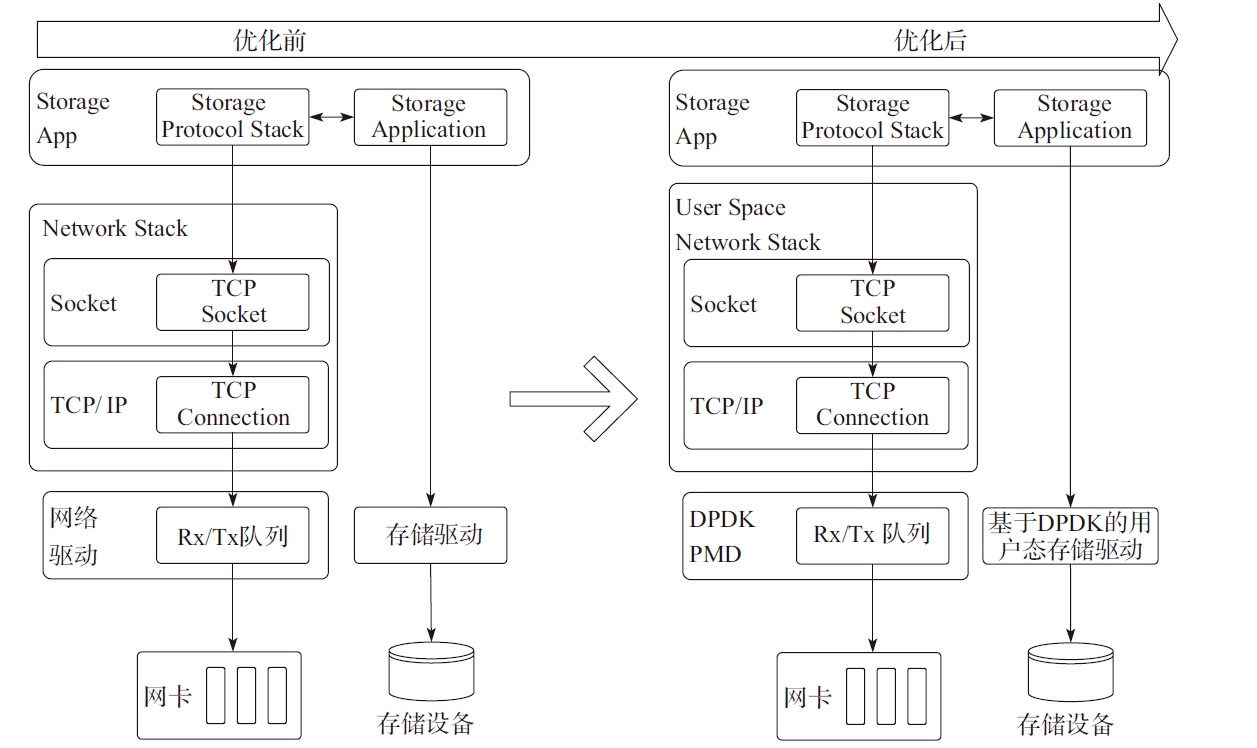 优化前
优化后
Storage
App
Storage
Protocol Stack
Storage
Application
Network Stack
Socket
TCP
Socket
TCP/ IP
TCP
Connection
网络
驱动
Rx/Tx队列
存储驱动
网卡
存储设备
Storage
App
Storage
Protocol Stack
Storage
Application
User Space
Network Stack
Socket
TCP
Socket
TCP/IP
TCP
Connection
DPDK
PMD
Rx/Tx 队列
基于DPDK的用
户态存储驱动
网卡
存储设备